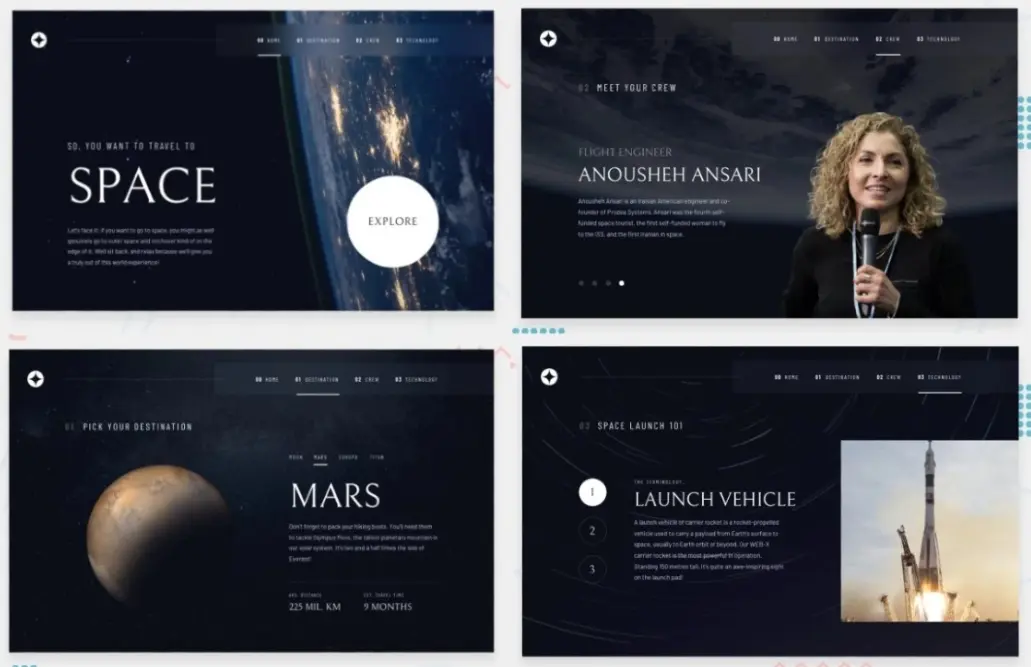 00 HOME 01 DESTINATION 02 CREW 03 TECHNOLOGY
SO, YOU WANT TO TRAVEL TO
SPACE
Let's face it; if you want to go to space, you might as well
genuinely go to outer space and not hover kind of on the
edge of it. Well sit back, and relax because we'll give you
a truly out of this world experience!
EXPLORE
00 HOME 01 DESTINATION 02 CREW 03 TECHNOLOGY
02 MEET YOUR CREW
FLIGHT ENGINEER
ANOUSHEH ANSARI
Anousheh Ansari is an Iranian American engineer and co-
founder of Prodea Systems. Ansari was the fourth self-
funded space tourist, the first self-funded woman to fly
to the ISS, and the first Iranian in space.
00 HOME 01 DESTINATION 02 CREW 03 TECHNOLOGY
01 PICK YOUR DESTINATION
MOON MARS EUROPA TITAN
MARS
Don't forget to pack your hiking boots. You'll need them
to tackle Olympus Mons, the tallest planetary mountain in
our solar system. It's two and a half times the size of
Everest!
AVG. DISTANCE EST. TRAVEL TIME
225 MIL. KM 9 MONTHS
00 HOME 01 DESTINATION 02 CREW 03 TECHNOLOGY
03 SPACE LAUNCH 101
1
2
3
THE TERMINOLOGY...
LAUNCH VEHICLE
A launch vehicle or carrier rocket is a rocket-propelled
vehicle used to carry a payload from Earth's surface to
space, usually to Earth orbit or beyond. Our WEB-X
carrier rocket is the most powerful in operation.
Standing 150 metres tall, it's quite an awe-inspiring sight
on the launch pad!